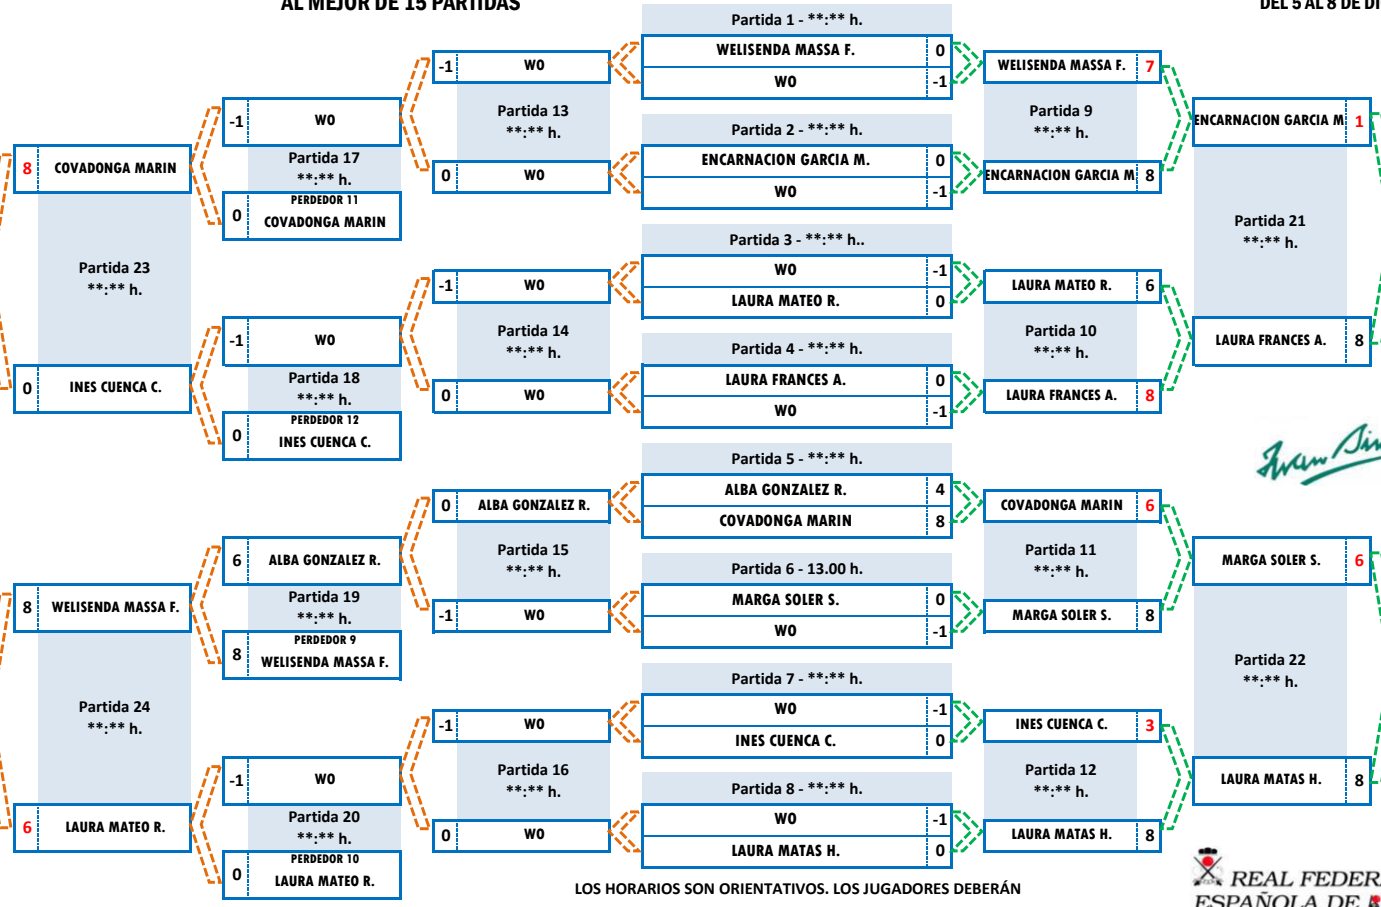 AL MEJOR DE 15 PARTIDAS
DEL 5 AL 8 DE DI
Partida 1 - **:** h.
WELISENDA MASSA F. 0
WO -1
Partida 2 - **:** h.
ENCARNACION GARCIA M. 0
WO -1
Partida 3 - **:** h..
WO -1
LAURA MATEO R. 0
Partida 4 - **:** h.
LAURA FRANCES A. 0
WO -1
Partida 5 - **:** h.
ALBA GONZALEZ R. 4
COVADONGA MARIN 8
Partida 6 - 13.00 h.
MARGA SOLER S. 0
WO -1
Partida 7 - **:** h.
WO -1
INES CUENCA C. 0
Partida 8 - **:** h.
WO -1
LAURA MATAS H. 0
WELISENDA MASSA F. 7
Partida 9
**:** h.
ENCARNACION GARCIA M 8
LAURA MATEO R. 6
Partida 10
**:** h.
LAURA FRANCES A. 8
COVADONGA MARIN 6
Partida 11
**:** h.
MARGA SOLER S. 8
INES CUENCA C. 3
Partida 12
**:** h.
LAURA MATAS H. 8
ENCARNACION GARCIA M 1
Partida 21
**:** h.
LAURA FRANCES A. 8
MARGA SOLER S. 6
Partida 22
**:** h.
LAURA MATAS H. 8
-1 WO
Partida 13
**:** h.
0 WO
-1 WO
Partida 14
**:** h.
0 WO
0 ALBA GONZALEZ R.
Partida 15
**:** h.
-1 WO
-1 WO
Partida 16
**:** h.
0 WO
-1 WO
Partida 17
**:** h.
PERDEDOR 11
0 COVADONGA MARIN
-1 WO
Partida 18
**:** h.
PERDEDOR 12
0 INES CUENCA C.
6 ALBA GONZALEZ R.
Partida 19
**:** h.
PERDEDOR 9
8 WELISENDA MASSA F.
-1 WO
Partida 20
**:** h.
PERDEDOR 10
0 LAURA MATEO R.
8 COVADONGA MARIN
Partida 23
**:** h.
0 INES CUENCA C.
8 WELISENDA MASSA F.
Partida 24
**:** h.
6 LAURA MATEO R.
LOS HORARIOS SON ORIENTATIVOS. LOS JUGADORES DEBERÁN
REAL FEDER
ESPAÑOLA DE